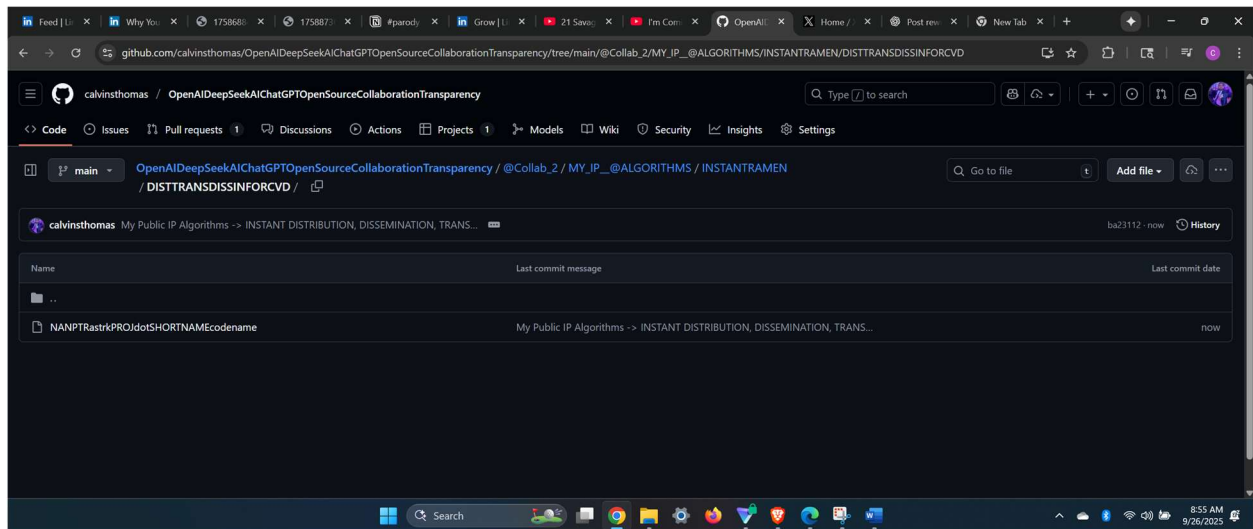 Feed | Li
Why You
1758688
1758873
#parody
Grow | L
21 Savag
I'm Com
OpenAI
Home /
Post rew
New Tab
github.com/calvinsthomas/OpenAIDeepSeekAIChatGPTOpenSourceCollaborationTransparency/tree/main/@Collab_2/MY_IP__@ALGORITHMS/INSTANTRAMEN/DISTTRANSDISSINFORCVD
calvinsthomas / OpenAIDeepSeekAIChatGPTOpenSourceCollaborationTransparency
Type / to search
Code Issues Pull requests 1 Discussions Actions Projects 1 Models Wiki Security Insights Settings
main
OpenAIDeepSeekAIChatGPTOpenSourceCollaborationTransparency / @Collab_2 / MY_IP__@ALGORITHMS / INSTANTRAMEN
/ DISTTRANSDISSINFORCVD /
Go to file t
Add file
calvinsthomas My Public IP Algorithms -> INSTANT DISTRIBUTION, DISSEMINATION, TRANS...
ba23112 · now History
Name Last commit message Last commit date
..
NANPTRastrkPROJdotSHORTNAMEcodename My Public IP Algorithms -> INSTANT DISTRIBUTION, DISSEMINATION, TRANS... now
Search
8:55 AM
9/26/2025